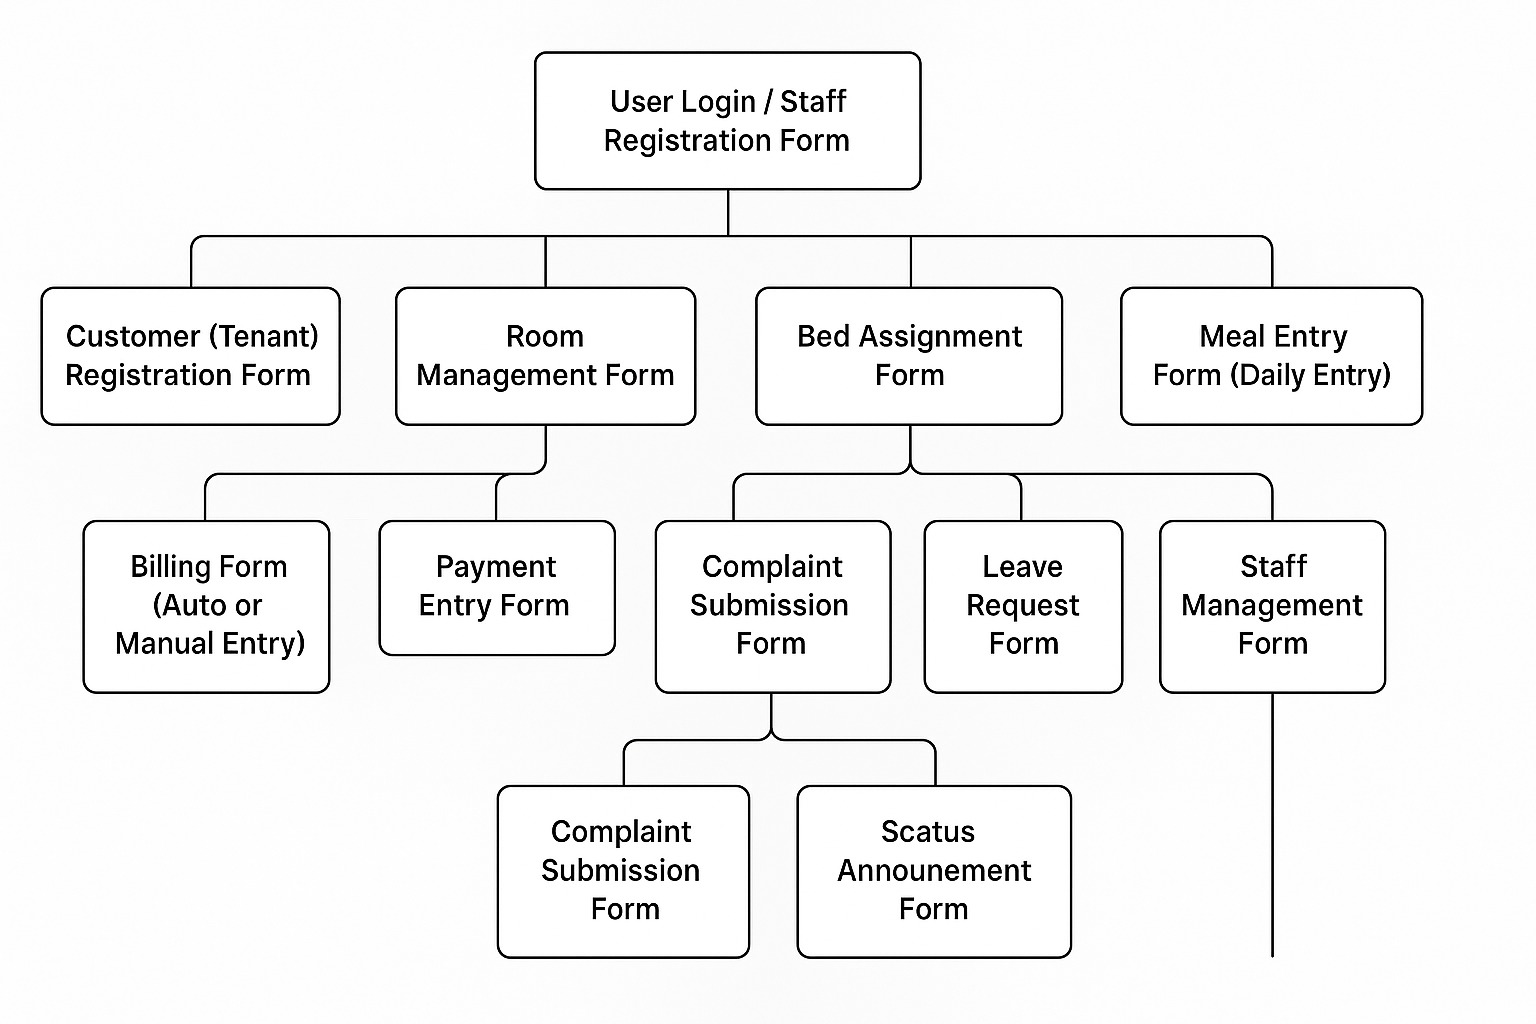 User Login / Staff
Registration Form
Customer (Tenant)
Registration Form
Room
Management Form
Bed Assignment
Form
Meal Entry
Form (Daily Entry)
Billing Form
(Auto or
Manual Entry)
Payment
Entry Form
Complaint
Submission
Form
Leave
Request
Form
Staff
Management
Form
Complaint
Submission
Form
Scatus
Announement
Form